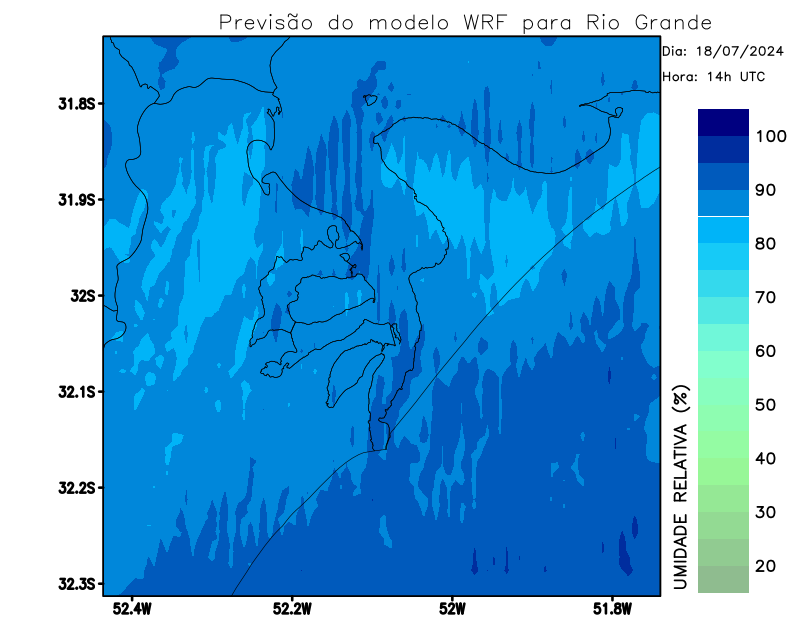 Previsão do modelo WRF para Rio Grande
Dia: 18/07/2024
Hora: 14h UTC
31.8S
31.9S
32S
32.1S
32.2S
32.3S
52.4W
52.2W
52W
51.8W
100
90
80
70
60
50
40
30
20
UMIDADE RELATIVA (%)